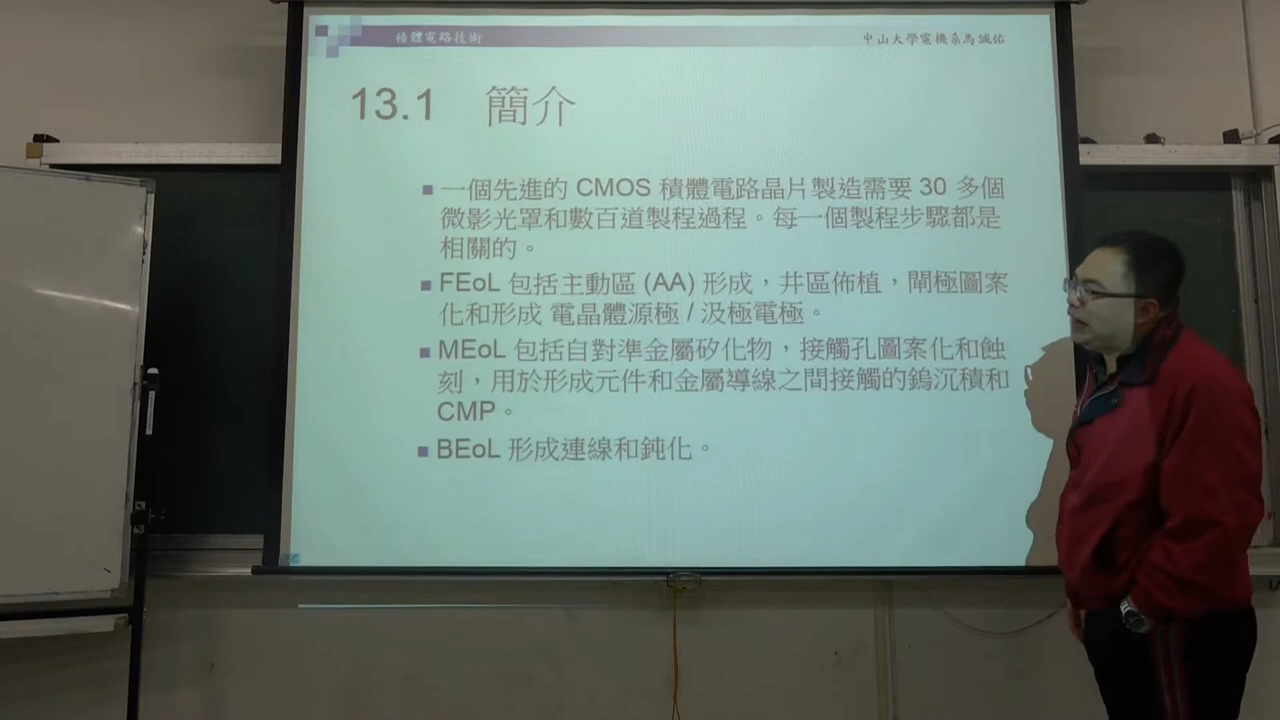 積體電路技術
中山大學電機系馬誠佑
13.1 簡介
一個先進的 CMOS 積體電路晶片製造需要 30 多個
微影光罩和數百道製程過程。每一個製程步驟都是
相關的。
FEoL 包括主動區 (AA) 形成，井區佈植，閘極圖案
化和形成 電晶體源極 / 汲極電極。
MEoL 包括自對準金屬矽化物，接觸孔圖案化和蝕
刻，用於形成元件和金屬導線之間接觸的鎢沉積和
CMP。
BEoL 形成連線和鈍化。